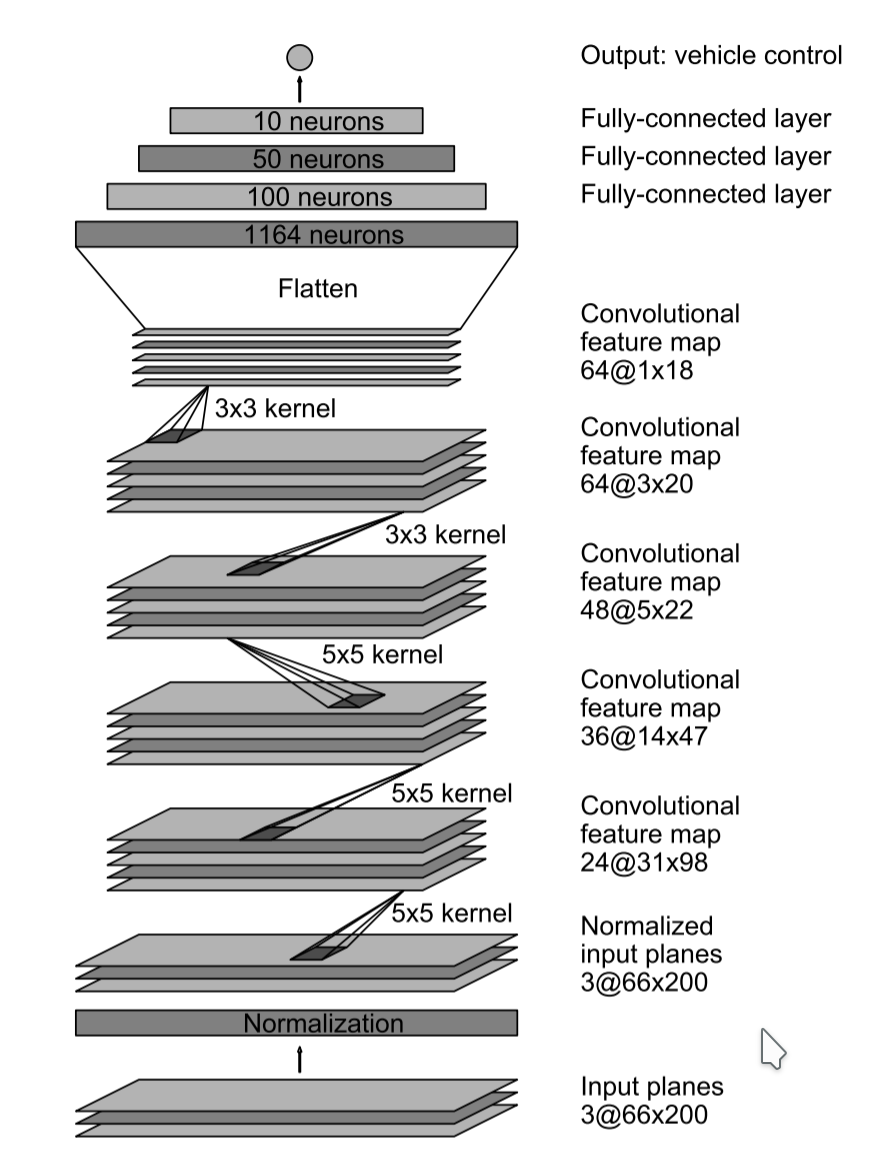 Output: vehicle control
10 neurons
Fully-connected layer
50 neurons
Fully-connected layer
100 neurons
Fully-connected layer
1164 neurons
Flatten
Convolutional
feature map
64@1x18
3x3 kernel
Convolutional
feature map
64@3x20
3x3 kernel
Convolutional
feature map
48@5x22
5x5 kernel
Convolutional
feature map
36@14x47
5x5 kernel
Convolutional
feature map
24@31x98
5x5 kernel
Normalized
input planes
3@66x200
Normalization
Input planes
3@66x200